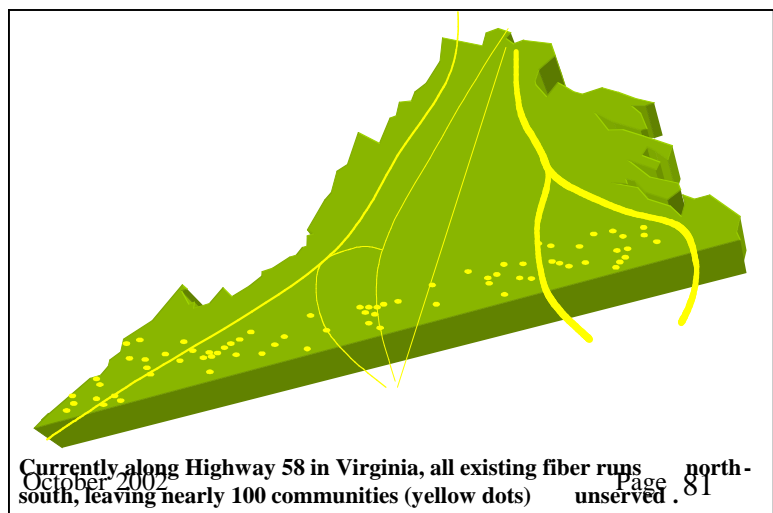 Currently along Highway 58 in Virginia, all existing fiber runs north-
October 2002 Page 81
south, leaving nearly 100 communities (yellow dots) unserved .